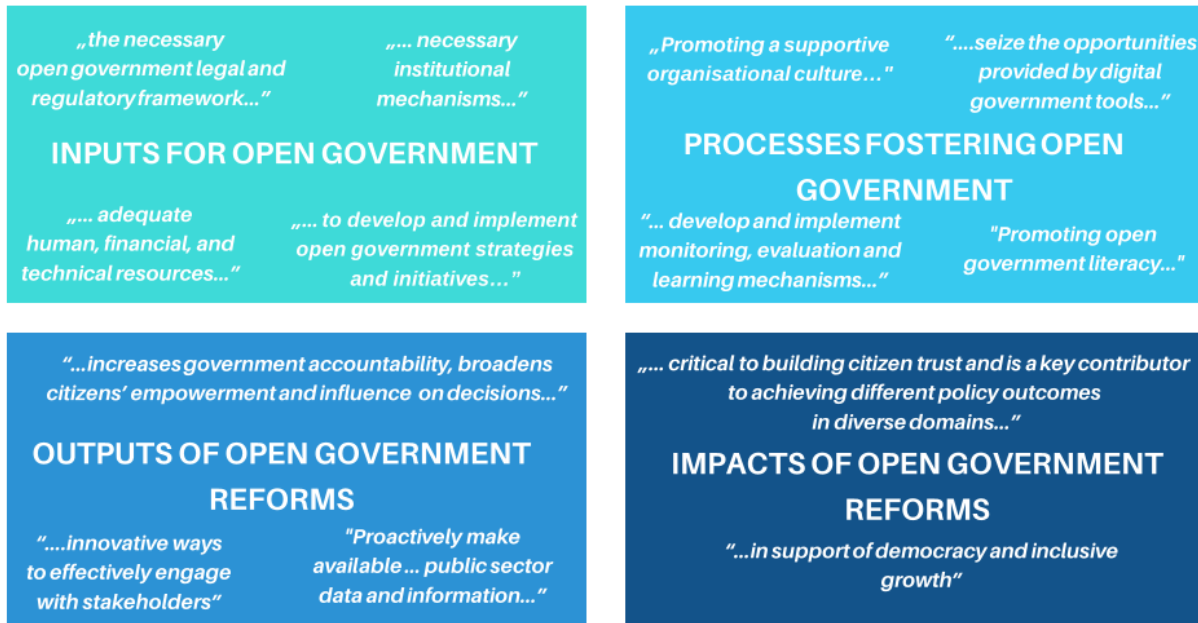 „the necessary
open government legal and
regulatory framework...”
„... necessary
institutional
mechanisms...”
INPUTS FOR OPEN GOVERNMENT
„... adequate
human, financial, and
technical resources...”
„... to develop and implement
open government strategies
and initiatives…"
„Promoting a supportive
organisational culture…"
“....seize the opportunities
provided by digital
government tools...”
PROCESSES FOSTERING OPEN
GOVERNMENT
“... develop and implement
monitoring, evaluation and
learning mechanisms...”
"Promoting open
government literacy..."
“...increases government accountability, broadens
citizens’ empowerment and influence on decisions...”
OUTPUTS OF OPEN GOVERNMENT
REFORMS
“....innovative ways
to effectively engage
with stakeholders”
"Proactively make
available ... public sector
data and information...”
„... critical to building citizen trust and is a key contributor
to achieving different policy outcomes
in diverse domains...”
IMPACTS OF OPEN GOVERNMENT
REFORMS
“...in support of democracy and inclusive
growth”